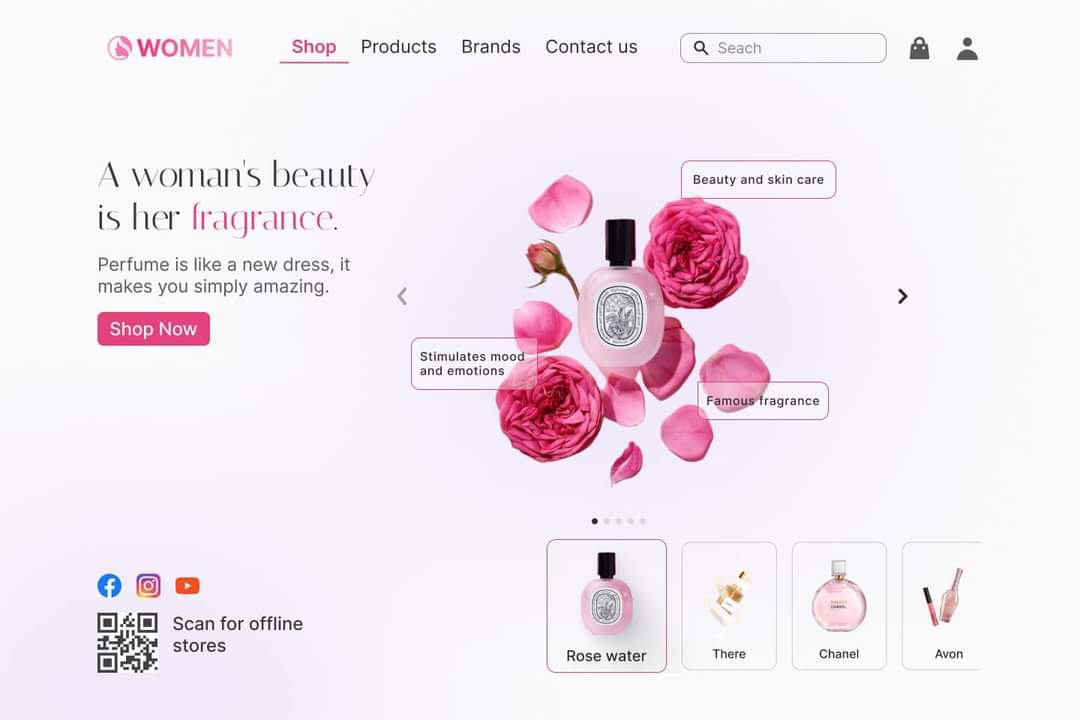 WOMEN
Shop
Products
Brands
Contact us
Seach
A woman's beauty
is her fragrance.
Perfume is like a new dress, it
makes you simply amazing.
Shop Now
Beauty and skin care
Stimulates mood
and emotions
Famous fragrance
Scan for offline
stores
Rose water
There
CHANEL
Chanel
Avon